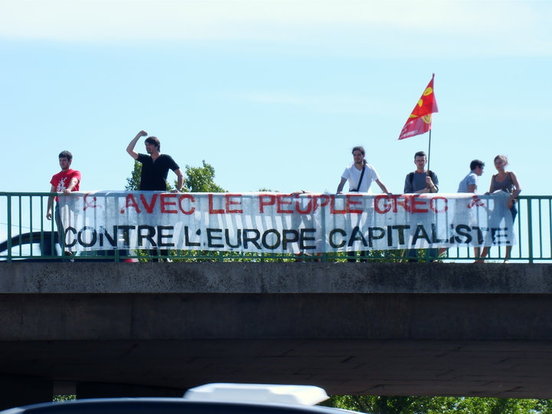 AVEC LE PEUPLE GREC
CONTRE L'EUROPE CAPITALISTE